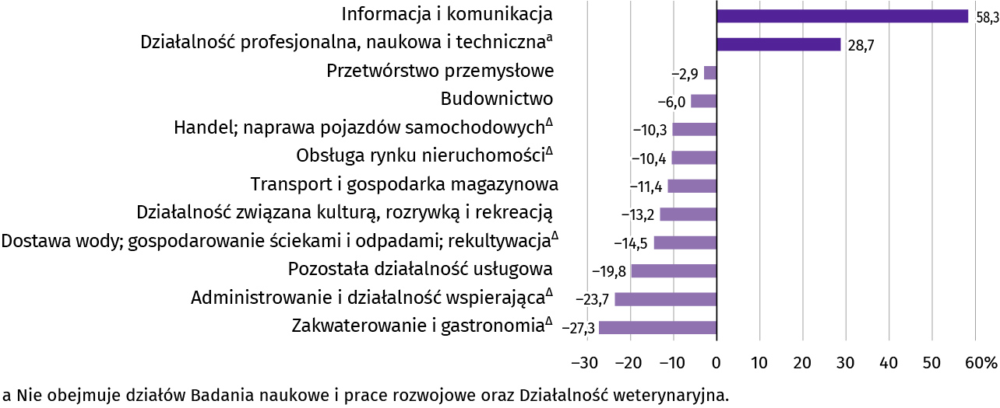 Informacja i komunikacja 58,3
Działalność profesjonalna, naukowa i technicznaᵃ 28,7
Przetwórstwo przemysłowe −2,9
Budownictwo −6,0
Handel; naprawa pojazdów samochodowych∆ −10,3
Obsługa rynku nieruchomości∆ −10,4
Transport i gospodarka magazynowa −11,4
Działalność związana kulturą, rozrywką i rekreacją −13,2
Dostawa wody; gospodarowanie ściekami i odpadami; rekultywacja∆ −14,5
Pozostała działalność usługowa −19,8
Administrowanie i działalność wspierająca∆ −23,7
Zakwaterowanie i gastronomia∆ −27,3
−30 −20 −10 0 10 20 30 40 50 60%
a Nie obejmuje działów Badania naukowe i prace rozwojowe oraz Działalność weterynaryjna.